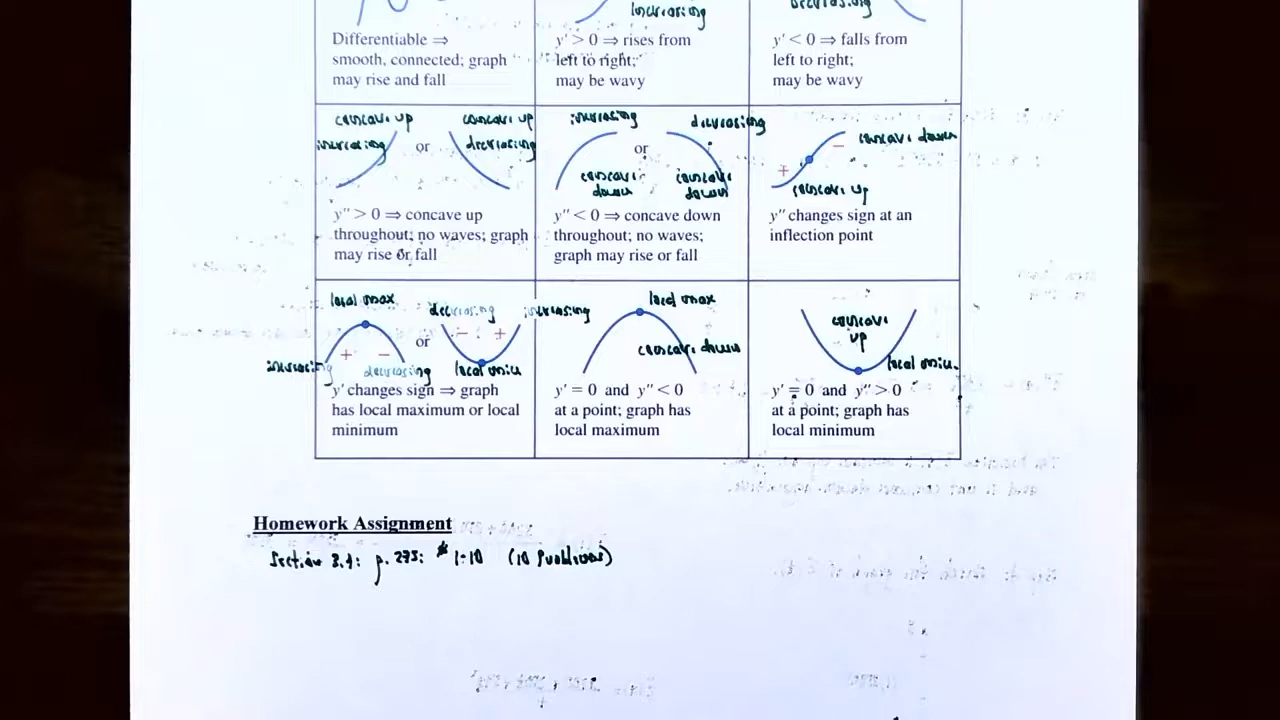 increasing
decreasing
Differentiable ⇒
smooth, connected; graph
may rise and fall
y′ > 0 ⇒ rises from
left to right;
may be wavy
y′ < 0 ⇒ falls from
left to right;
may be wavy
concave up
increasing
or
concave up
decreasing
y″ > 0 ⇒ concave up
throughout; no waves; graph
may rise or fall
increasing
concave
down
or
decreasing
concave
down
y″ < 0 ⇒ concave down
throughout; no waves;
graph may rise or fall
+
−
concave down
concave up
y″ changes sign at an
inflection point
local max
increasing
+
−
decreasing
or
decreasing
−
+
increasing
local min
y′ changes sign ⇒ graph
has local maximum or local
minimum
local max
concave down
y′ = 0 and y″ < 0
at a point; graph has
local maximum
concave
up
local min.
y′ = 0 and y″ > 0
at a point; graph has
local minimum
Homework Assignment
p. 275: # 1-10 (10 Problems)